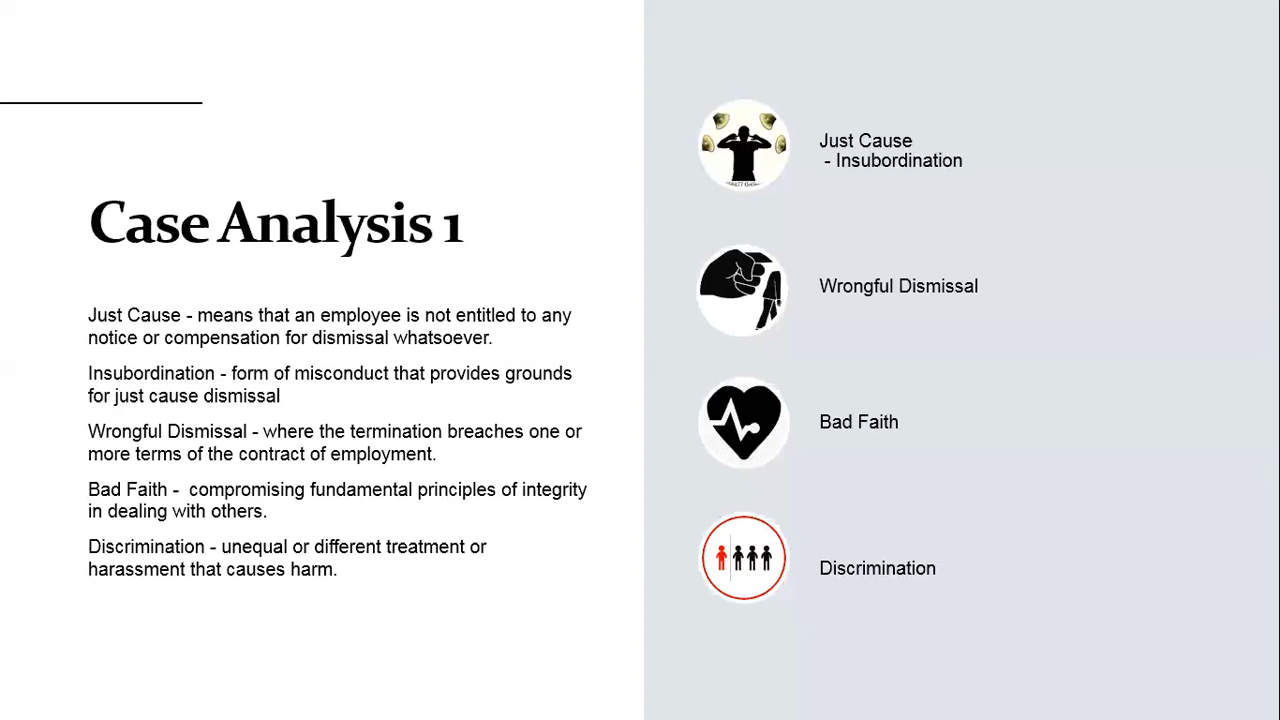 Case Analysis 1
Just Cause - means that an employee is not entitled to any
notice or compensation for dismissal whatsoever.
Insubordination - form of misconduct that provides grounds
for just cause dismissal
Wrongful Dismissal - where the termination breaches one or
more terms of the contract of employment.
Bad Faith -  compromising fundamental principles of integrity
in dealing with others.
Discrimination - unequal or different treatment or
harassment that causes harm.
Just Cause
- Insubordination
Wrongful Dismissal
Bad Faith
Discrimination